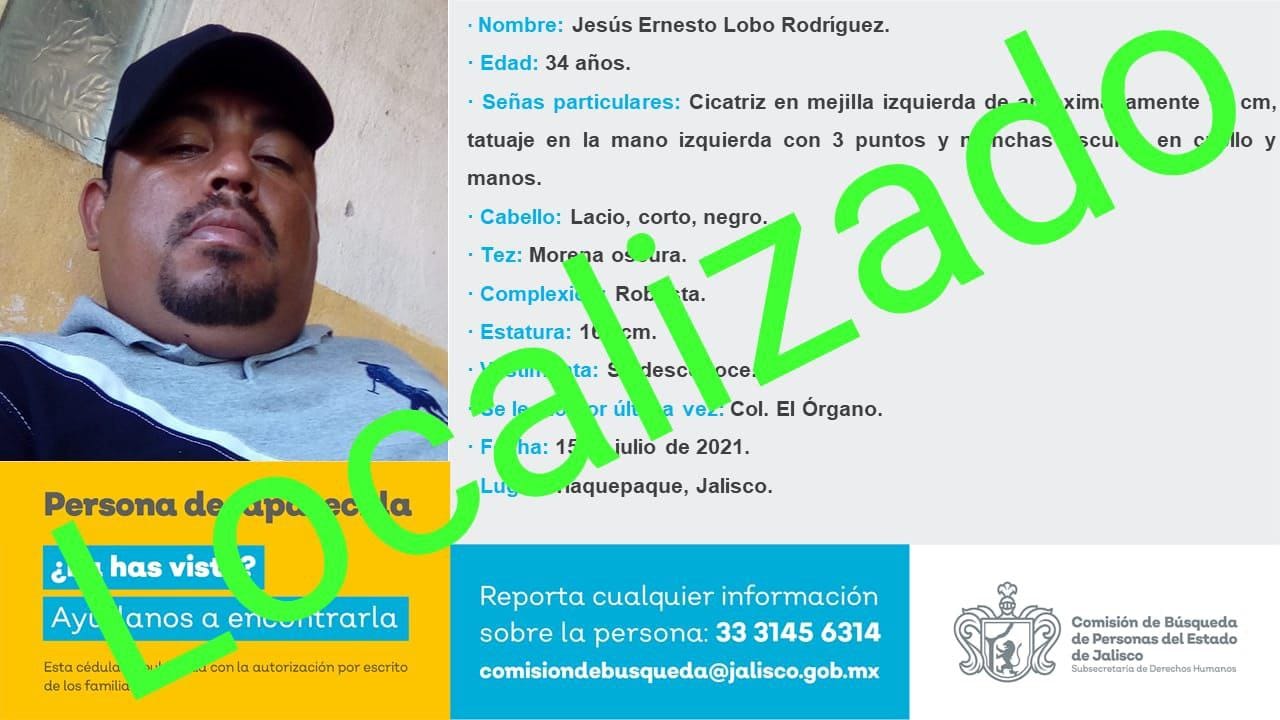 · Nombre: Jesús Ernesto Lobo Rodríguez.
· Edad: 34 años.
· Señas particulares: Cicatriz en mejilla izquierda de aproximadamente cm,
tatuaje en la mano izquierda con 3 puntos y manchas oscuras en cuello y
manos.
· Cabello: Lacio, corto, negro.
· Tez: Morena oscura.
· Complexión: Robusta.
· Estatura: cm.
· Vestimenta: Se desconoce.
· Se le vio por última vez: Col. El Órgano.
· Fecha: 15 de julio de 2021.
· Lugar: Tlaquepaque, Jalisco.
Localizado
Persona desaparecida
¿La has visto?
Ayúdanos a encontrarla
Esta cédula publicada con la autorización por escrito
de los familiares
Reporta cualquier información
sobre la persona: 33 3145 6314
comisiondebusqueda@jalisco.gob.mx
Comisión de Búsqueda
de Personas del Estado
de Jalisco
Subsecretaría de Derechos Humanos